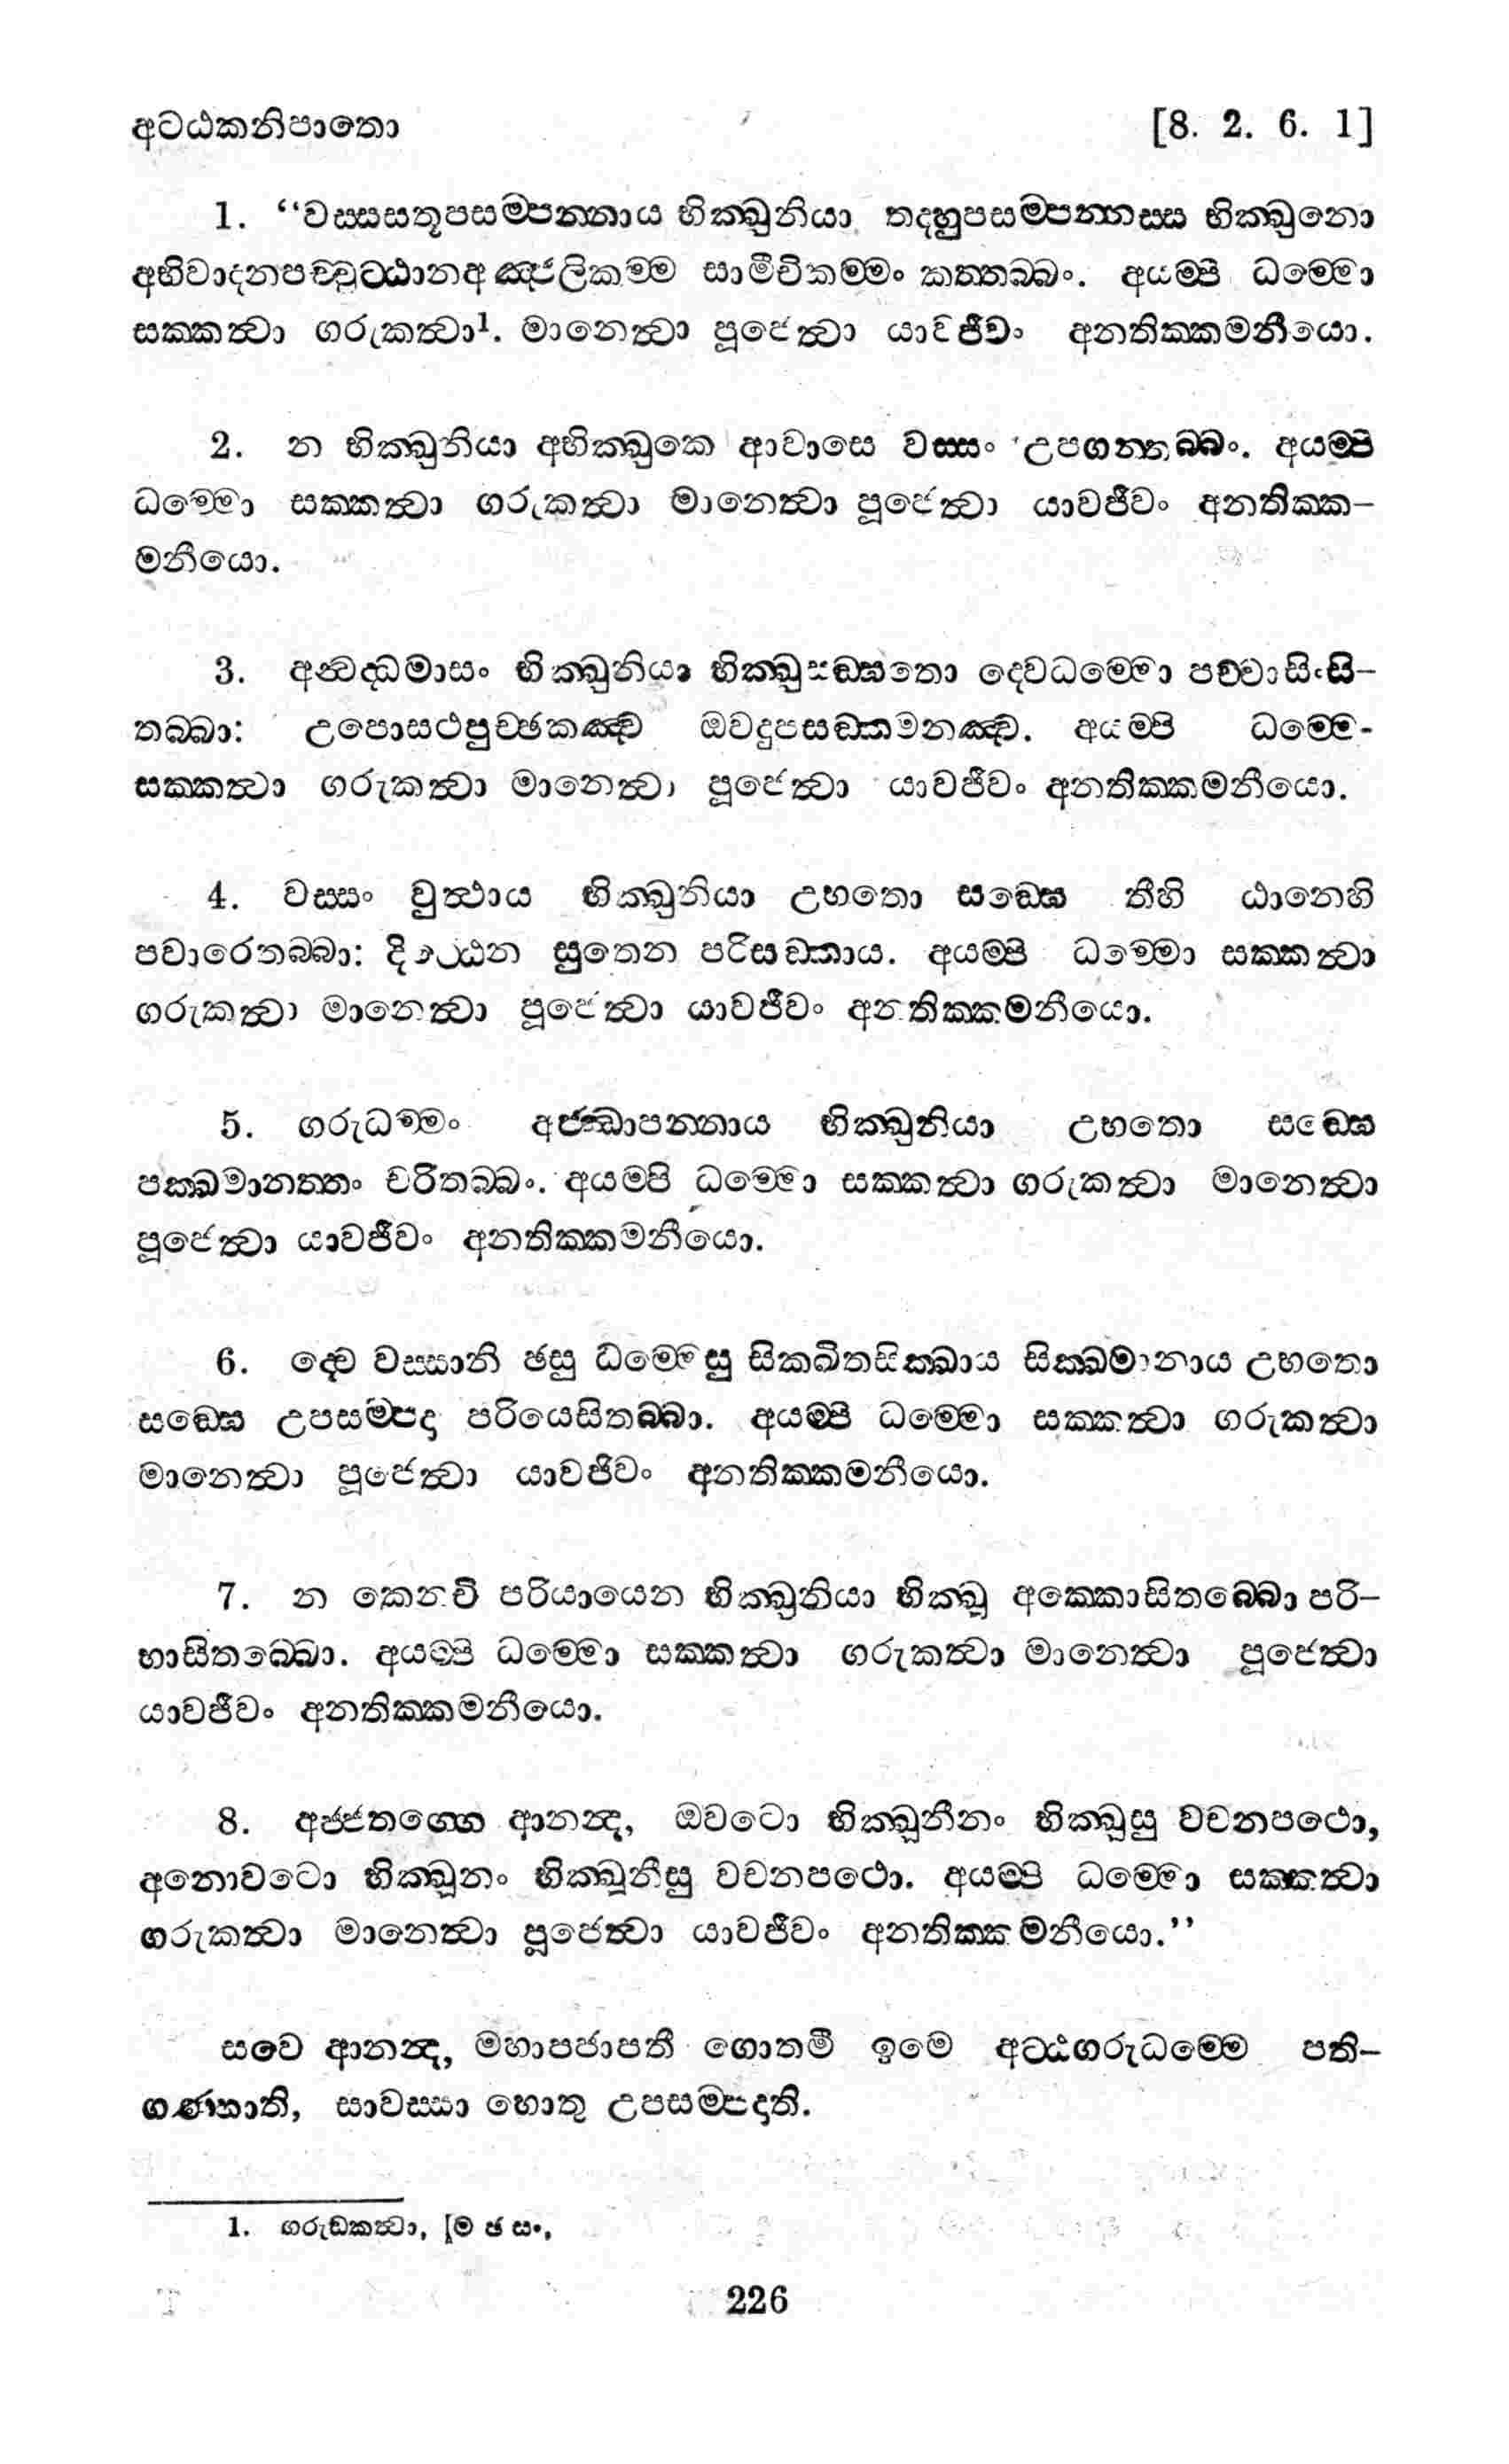 අට්ඨකනිපාතො [8. 2. 6. 1]
1. “වස්සසතූපසම්පන්නාය භික්ඛුනියා තදහුපසම්පන්නස්ස භික්ඛුනො
අභිවාදනපච්චුට්ඨානඅඤ්ජලිකම්ම සාමීචිකම්මං කත්තබ්බං. අයම්පි ධම්මො
සක්කත්වා ගරුකත්වා¹. මානෙත්වා පූජෙත්වා යාවජීවං අනතික්කමනීයො.
2. න භික්ඛුනියා අභික්ඛුකෙ ආවාසෙ වස්සං උපගන්තබ්බං. අයම්පි
ධම්මො සක්කත්වා ගරුකත්වා මානෙත්වා පූජෙත්වා යාවජීවං අනතික්ක–
මනීයො.
3. අන්වද්ධමාසං භික්ඛුනියා භික්ඛුසඞ්ඝතො දෙවධම්මො පච්චාසිංසි–
තබ්බා: උපොසථපුච්ඡකඤ්ච ඔවදූපසඞ්කමනඤ්ච. අයම්පි ධම්මෙ-
සක්කත්වා ගරුකත්වා මානෙත්වා පූජෙත්වා යාවජීවං අනතික්කමනීයො.
4. වස්සං වුත්ථාය භික්ඛුනියා උභතො සඞ්ඝෙ තීහි ඨානෙහි
පවාරෙතබ්බා: දිට්ඨෙන සුතෙන පරිසඞ්කාය. අයම්පි ධම්මො සක්කත්වා
ගරුකත්වා මානෙත්වා පූජෙත්වා යාවජීවං අනතික්කමනීයො.
5. ගරුධම්මං අජ්ඣාපන්නාය භික්ඛුනියා උභතො සඞ්ඝෙ
පක්ඛමානත්තං චරිතබ්බං. අයම්පි ධම්මො සක්කත්වා ගරුකත්වා මානෙත්වා
පූජෙත්වා යාවජීවං අනතික්කමනීයො.
6. ද්වෙ වස්සානි ඡසු ධම්මෙසු සික්ඛිතසික්ඛාය සික්ඛමානාය උභතො
සඞ්ඝෙ උපසම්පදා පරියෙසිතබ්බා. අයම්පි ධම්මො සක්කත්වා ගරුකත්වා
මානෙත්වා පූජෙත්වා යාවජිවං අනතික්කමනීයො.
7. න කෙනචි පරියායෙන භික්ඛුනියා භික්ඛු අක්කොසිතබ්බො පරි–
භාසිතබ්බො. අයම්පි ධම්මො සක්කත්වා ගරුකත්වා මානෙත්වා පූජෙත්වා
යාවජීවං අනතික්කමනීයො.
8. අජ්ජතග්ගෙ ආනන්ද, ඔවටො භික්ඛූනීනං භික්ඛූසු වචනපථො,
අනොවටො භික්ඛූනං භික්ඛූනීසු වචනපථො. අයම්පි ධම්මො සක්කත්වා
ගරුකත්වා මානෙත්වා පූජෙත්වා යාවජීවං අනතික්කමනීයො.”
සචෙ ආනන්ද, මහාපජාපතී ගොතමී ඉමෙ අට්ඨගරුධම්මෙ පති–
ගණ්හාති, සාවස්සා හොතු උපසම්පදාති.
1. ගරුඩකත්වා, [ම ඡ සං,
226